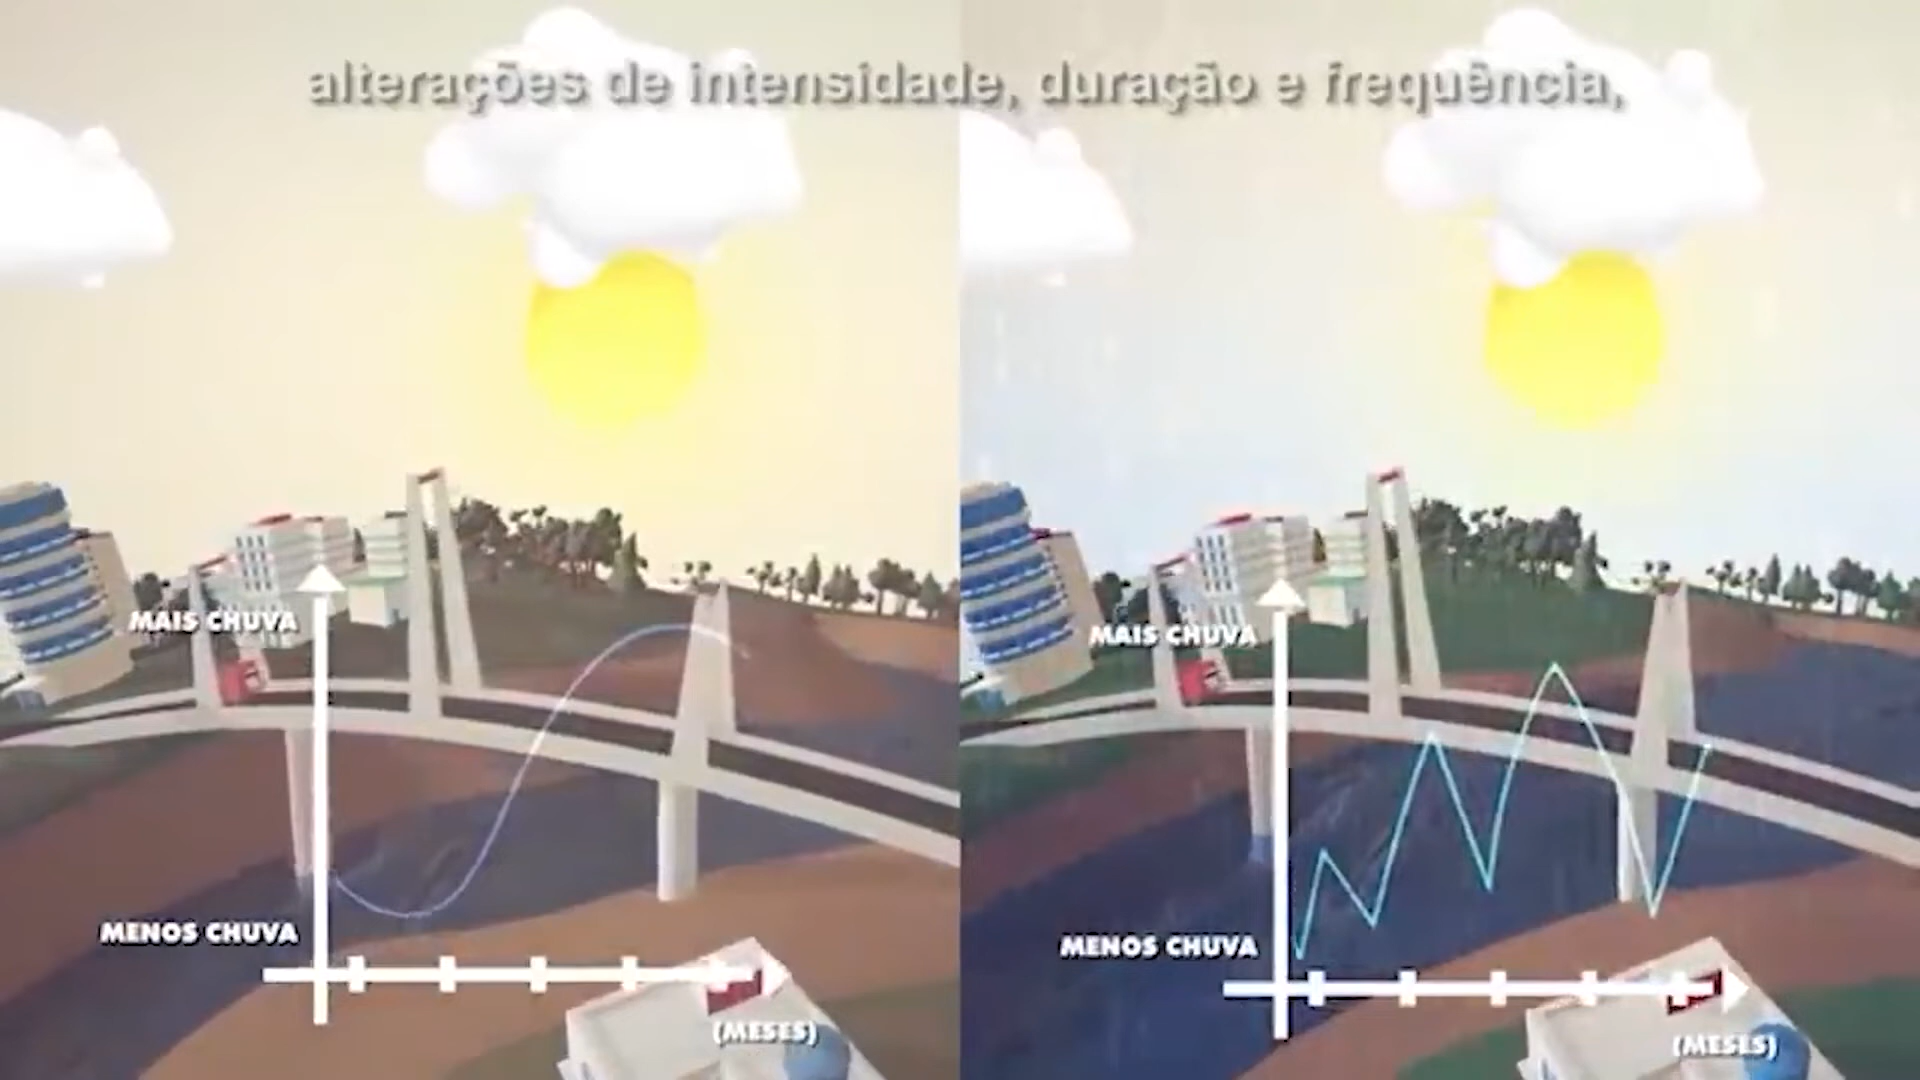 alterações de intensidade, duração e frequência,
MAIS CHUVA
MENOS CHUVA
(MESES)
MAIS CHUVA
MENOS CHUVA
(MESES)